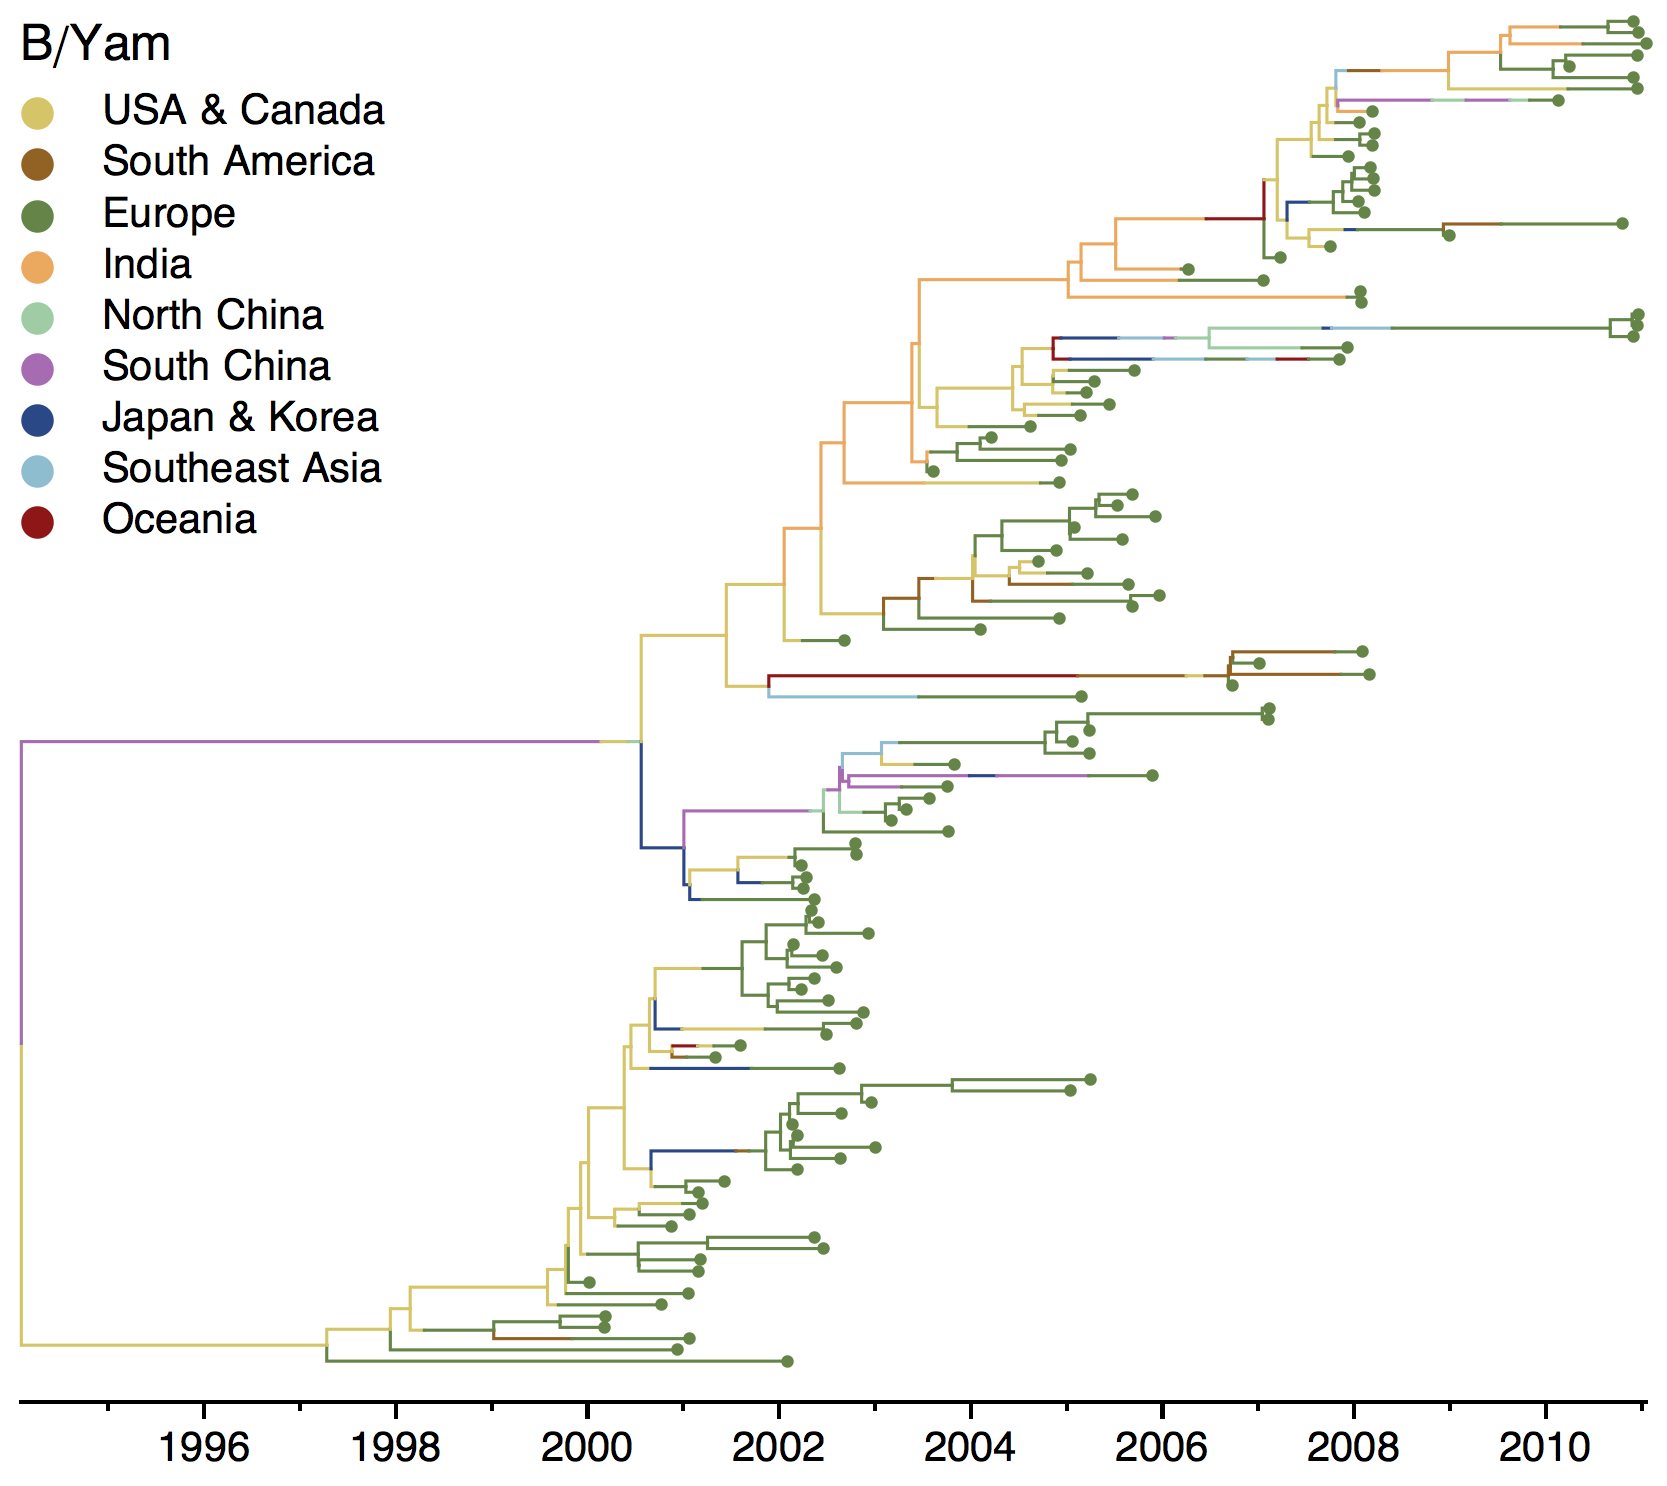 B/Yam
USA & Canada
South America
Europe
India
North China
South China
Japan & Korea
Southeast Asia
Oceania
1996 1998 2000 2002 2004 2006 2008 2010